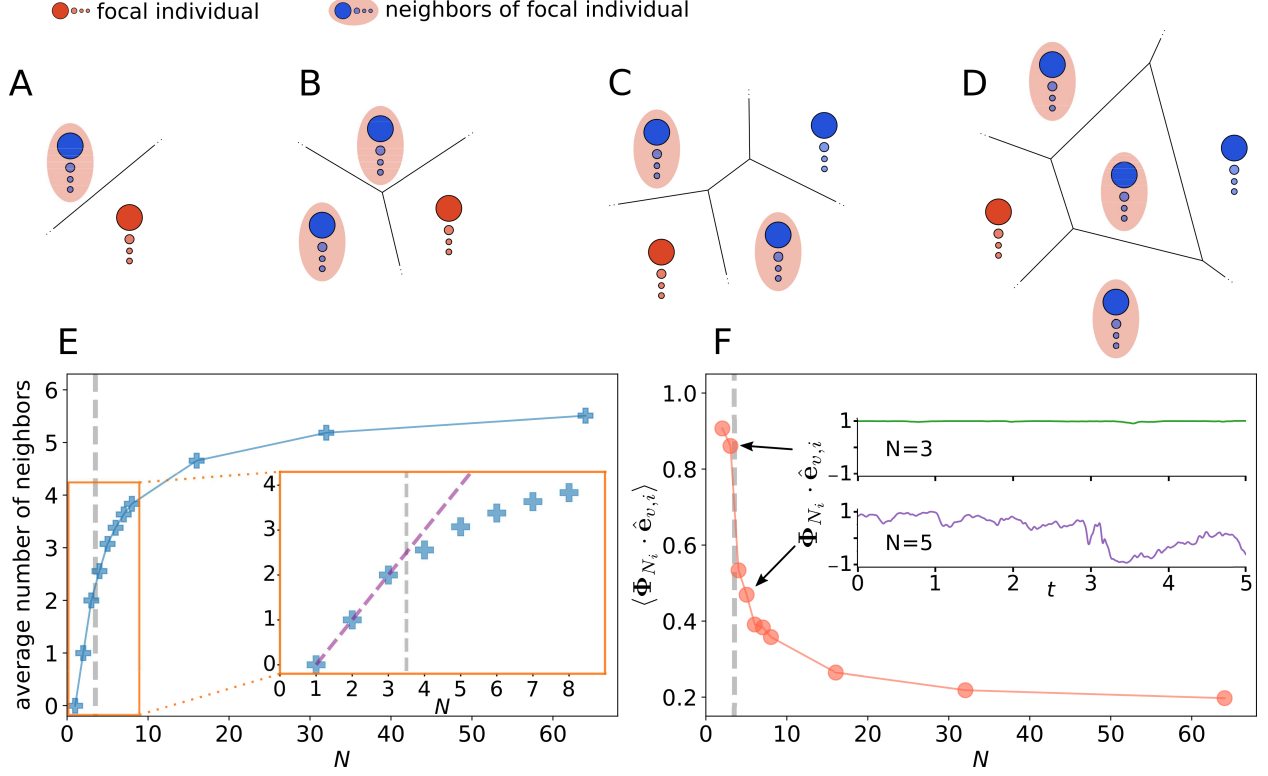 focal individual
neighbors of focal individual
A
B
C
D
E
average number of neighbors
6
5
4
3
2
1
0
0 10 20 30 40 50 60
N
4
3
2
1
0
0 1 2 3 4 5 6 7 8
N
F
⟨Φ_{N_i} · ê_{v,i}⟩
1.0
0.8
0.6
0.4
0.2
0 10 20 30 40 50 60
N
Φ_{N_i} · ê_{v,i}
1
N=3
−1
1
N=5
−1
0 1 2 3 4 5
t